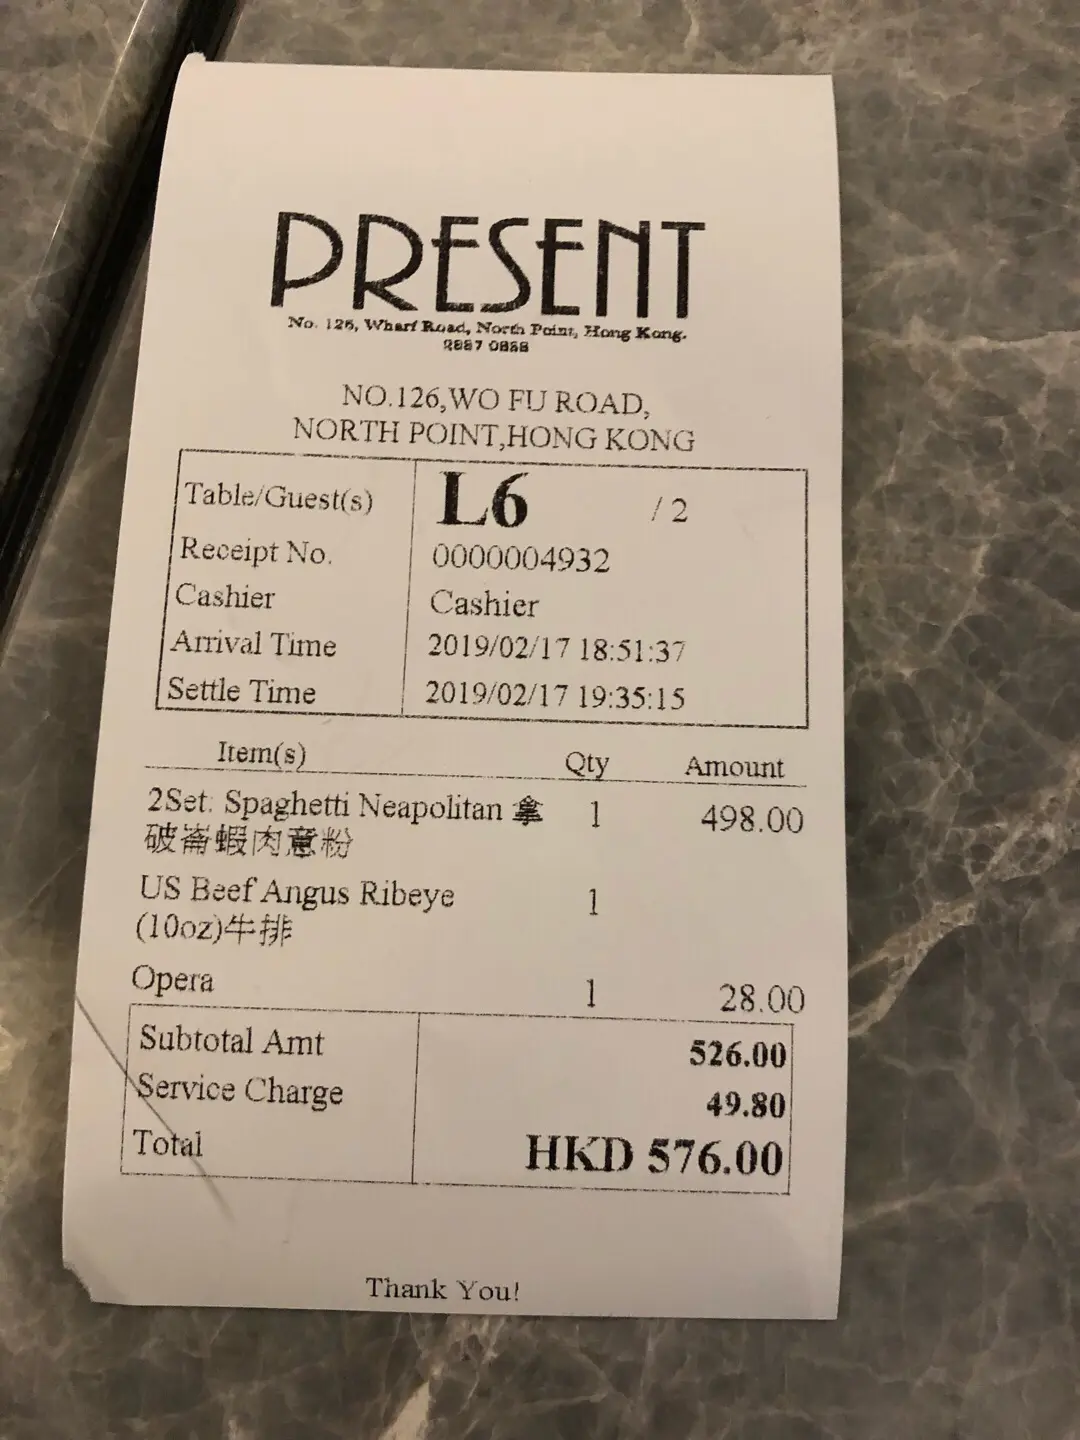 PRESENT
No. 126, Wharf Road, North Point, Hong Kong.
2887 0888
NO.126,WO FU ROAD,
NORTH POINT,HONG KONG
Table/Guest(s) L6 / 2
Receipt No. 0000004932
Cashier Cashier
Arrival Time 2019/02/17 18:51:37
Settle Time 2019/02/17 19:35:15
Item(s) Qty Amount
2Set: Spaghetti Neapolitan 拿 1 498.00
破崙蝦肉意粉
US Beef Angus Ribeye 1
(10oz)牛排
Opera 1 28.00
Subtotal Amt 526.00
Service Charge 49.80
Total HKD 576.00
Thank You!